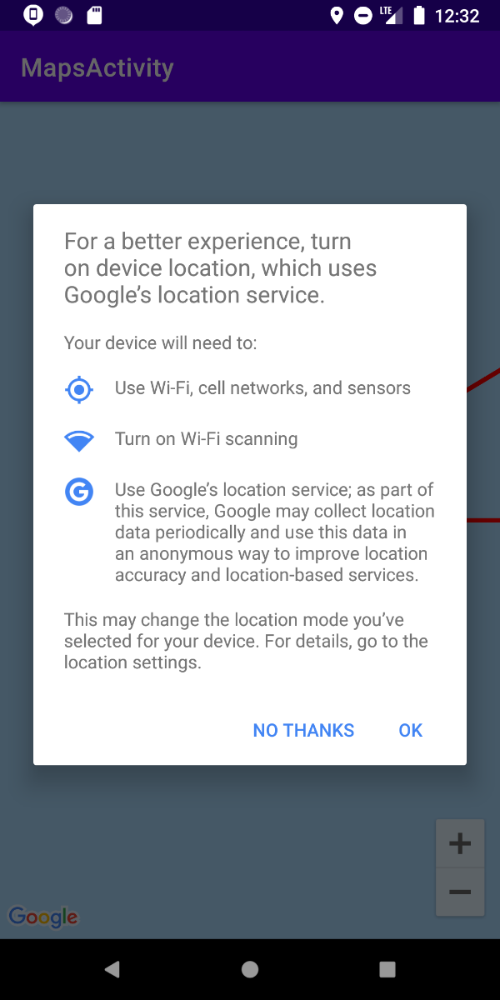 LTE 12:32
MapsActivity
For a better experience, turn
on device location, which uses
Google’s location service.
Your device will need to:
Use Wi-Fi, cell networks, and sensors
Turn on Wi-Fi scanning
G
Use Google’s location service; as part of
this service, Google may collect location
data periodically and use this data in
an anonymous way to improve location
accuracy and location-based services.
This may change the location mode you’ve
selected for your device. For details, go to the
location settings.
NO THANKS OK
+
−
Google